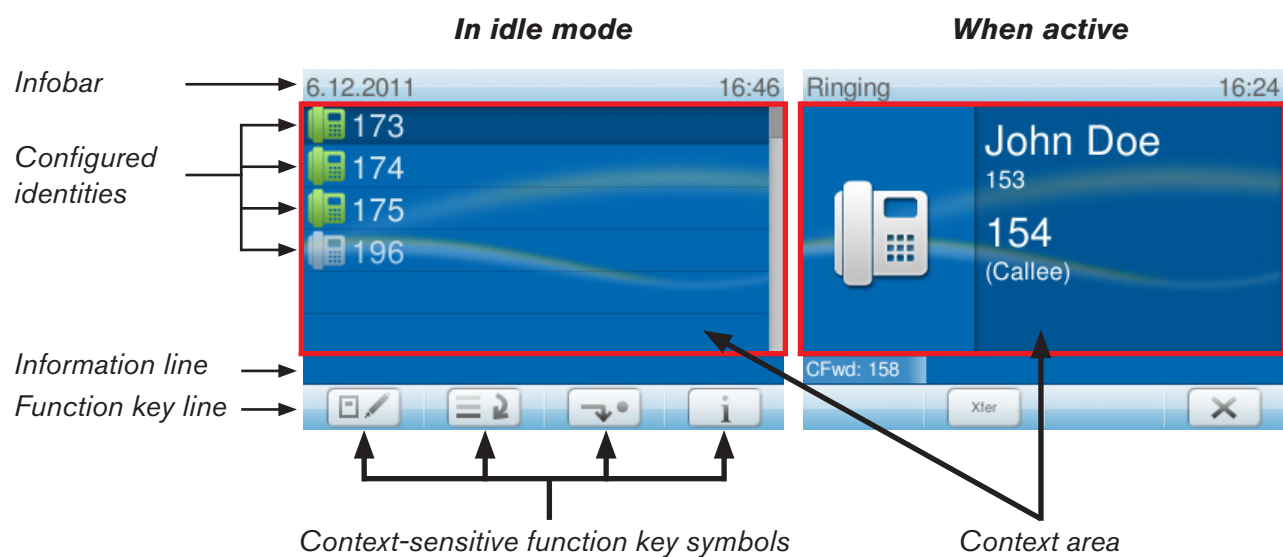 In idle mode
When active
Infobar
6.12.2011 16:46
Ringing 16:24
Configured
identities
173
174
175
196
John Doe
153
154
(Callee)
Information line
CFwd: 158
Function key line
i
Xfer
Context-sensitive function key symbols
Context area